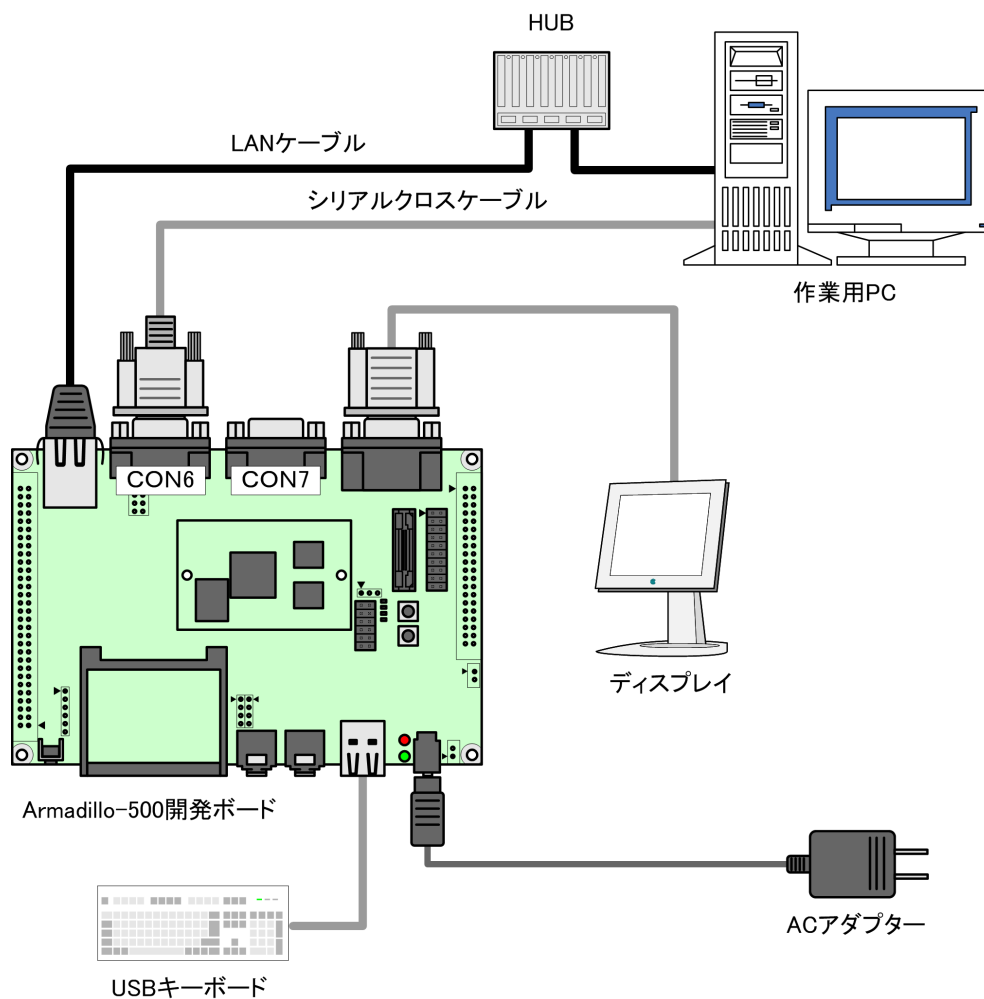 HUB
LANケーブル
シリアルクロスケーブル
作業用PC
CON6
CON7
ディスプレイ
Armadillo-500開発ボード
ACアダプター
USBキーボード